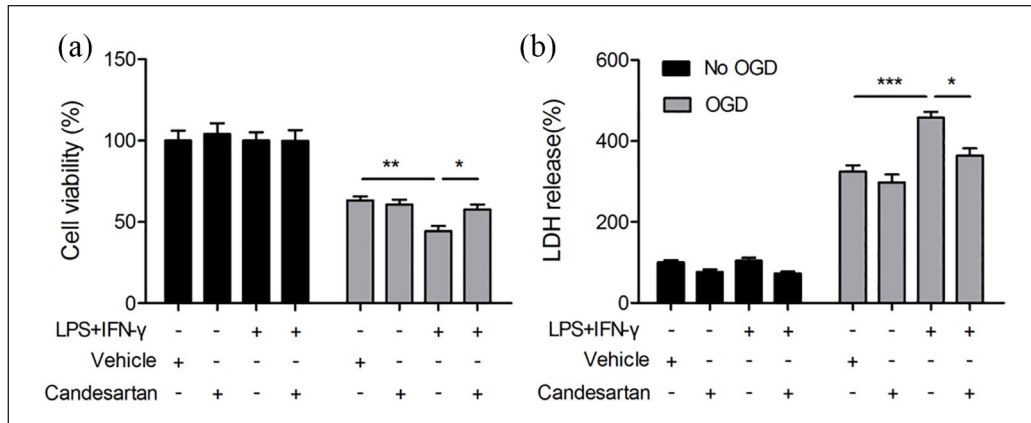 (a)
150
100
50
0
Cell viability (%)
** *
LPS+IFN-γ - - + + - - + +
Vehicle + - - - + - - -
Candesartan - + - + - + - +
(b)
600
400
200
0
LDH release(%)
No OGD
OGD
*** *
LPS+IFN-γ - - + + - - + +
Vehicle + - + - + - - -
Candesartan - + - + - + - +